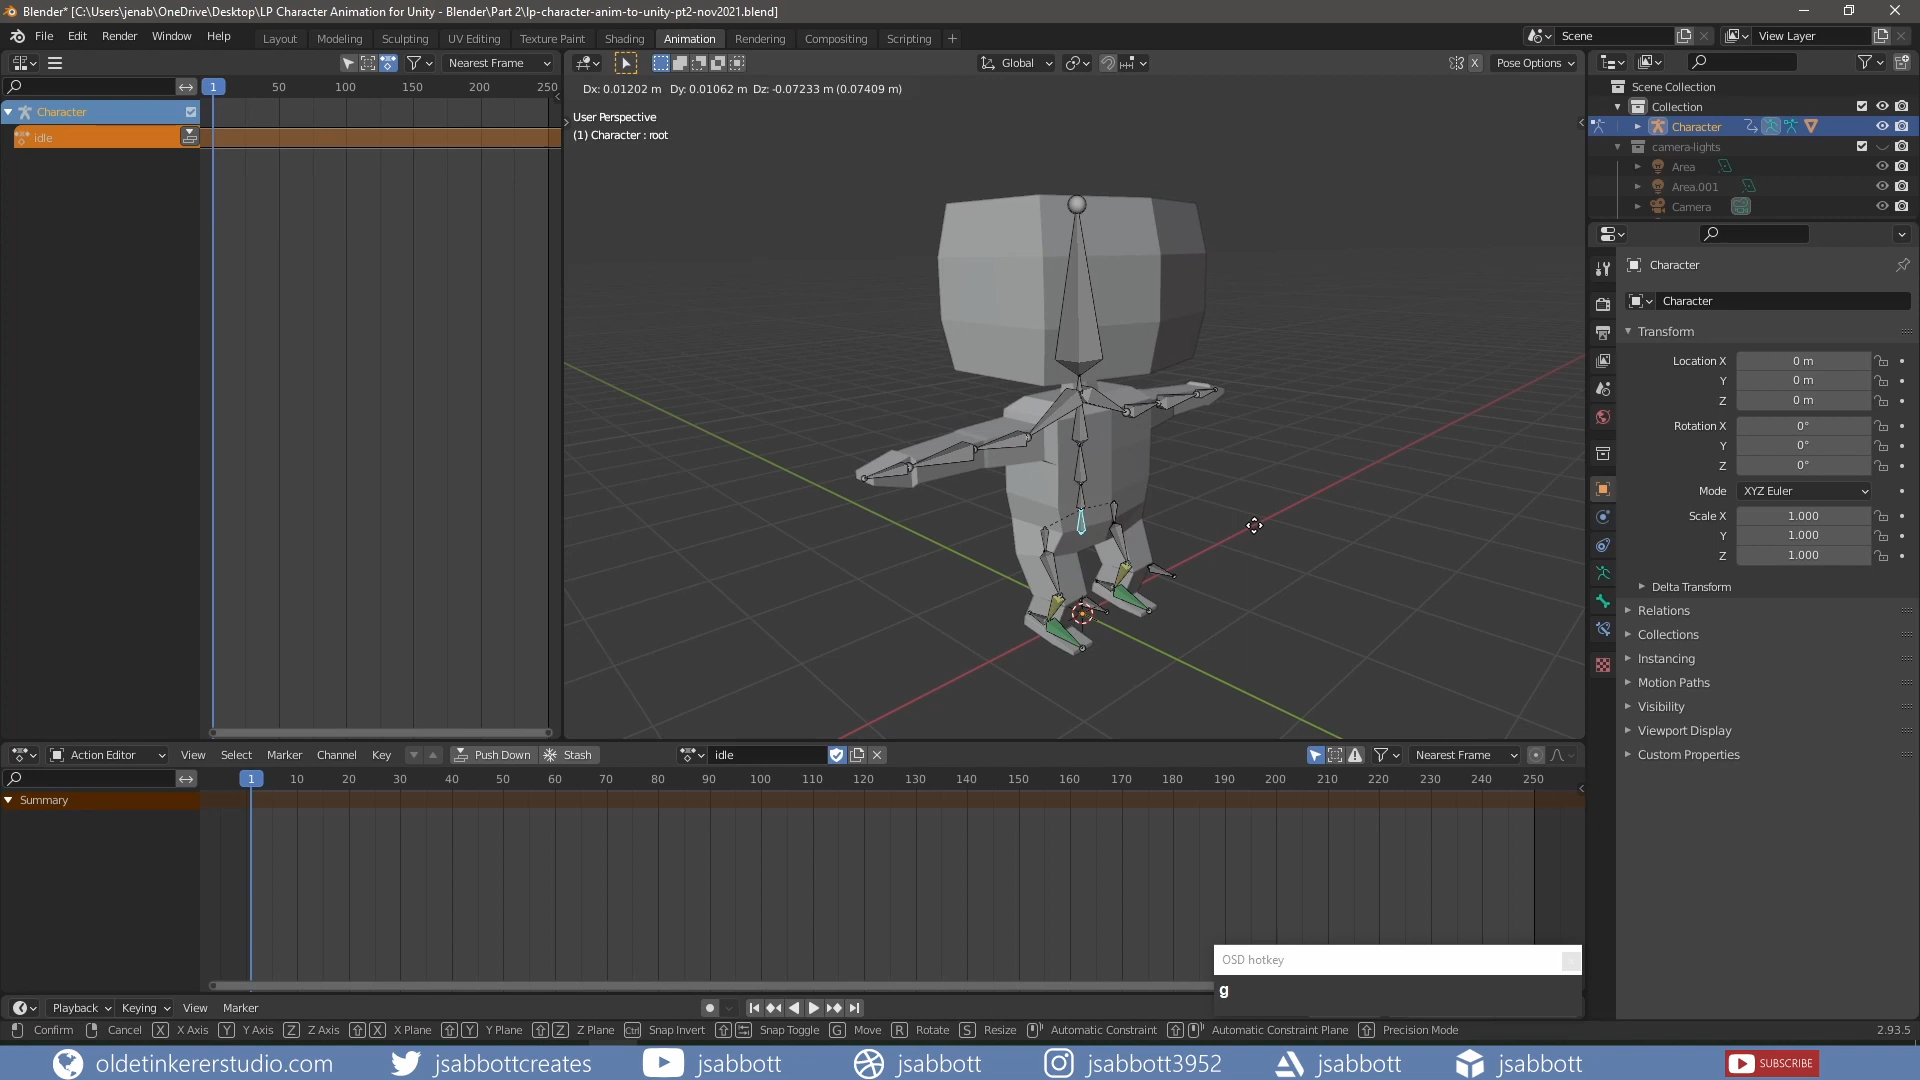 Blender* [C:\Users\jenab\OneDrive\Desktop\LP Character Animation for Unity - Blender\Part 2\lp-character-anim-to-unity-pt2-nov2021.blend]
File Edit Render Window Help Layout Modeling Sculpting UV Editing Texture Paint Shading Animation Rendering Compositing Scripting + Scene View Layer
Nearest Frame Global Pose Options
1 50 100 150 200 250
Dx: 0.01202 m Dy: 0.01062 m Dz: -0.07233 m (0.07409 m)
User Perspective
(1) Character : root
Character
idle
Scene Collection
Collection
Character
camera-lights
Area
Area.001
Camera
Character
Character
Transform
Location X 0 m
Y 0 m
Z 0 m
Rotation X 0°
Y 0°
Z 0°
Mode XYZ Euler
Scale X 1.000
Y 1.000
Z 1.000
Delta Transform
Relations
Collections
Instancing
Motion Paths
Visibility
Viewport Display
Custom Properties
Action Editor View Select Marker Channel Key Push Down Stash idle Nearest Frame
1 10 20 30 40 50 60 70 80 90 100 110 120 130 140 150 160 170 180 190 200 210 220 230 240 250
Summary
OSD hotkey
g
Playback Keying View Marker
Confirm Cancel X X Axis Y Y Axis Z Z Axis X X Plane Y Y Plane Z Z Plane Ctrl Snap Invert Snap Toggle G Move R Rotate S Resize Automatic Constraint Automatic Constraint Plane Precision Mode 2.93.5
oldetinkererstudio.com jsabbottcreates jsabbott jsabbott jsabbott3952 jsabbott jsabbott SUBSCRIBE